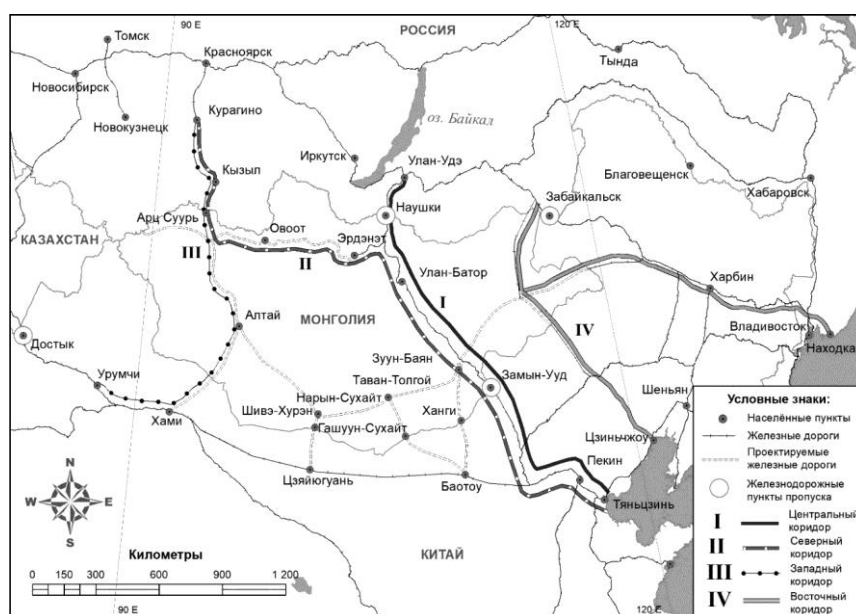 90 E
120 E
РОССИЯ
Томск
Красноярск
Тында
Новосибирск
Курагино
Новокузнецк
оз. Байкал
Иркутск
Улан-Удэ
Кызыл
Благовещенск
Хабаровск
Забайкальск
Наушки
Арц Суурь
Овоот
КАЗАХСТАН
Эрдэнэт
III
II
Улан-Батор
Харбин
I
Алтай
МОНГОЛИЯ
IV
Владивосток
Достык
Находка
Зуун-Баян
Замын-Ууд
Урумчи
Таван-Толгой
Нарын-Сухайт
Шеньян
Шивэ-Хурэн
Ханги
Хами
Гашуун-Сухайт
Цзиньчжоу
Пекин
Цзяйюгуань
Баотоу
Тяньцзинь
N
W E
S
Километры
0 150 300 600 900 1 200
КИТАЙ
90 E
120 E
Условные знаки:
Населённые пункты
Железные дороги
Проектируемые
железные дороги
Железнодорожные
пункты пропуска
I Центральный
коридор
II Северный
коридор
III Западный
коридор
IV Восточный
коридор